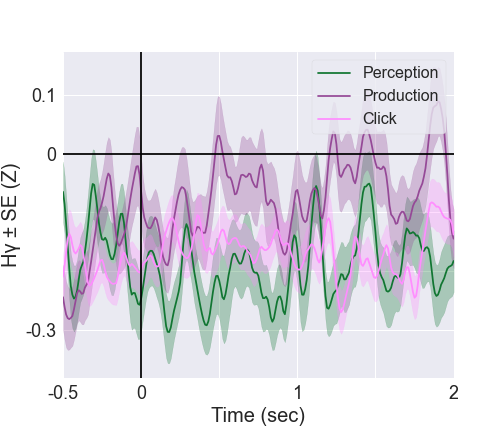 Perception
Production
Click
0.1
0
-0.3
Hγ ± SE (Z)
-0.5
0
1
2
Time (sec)